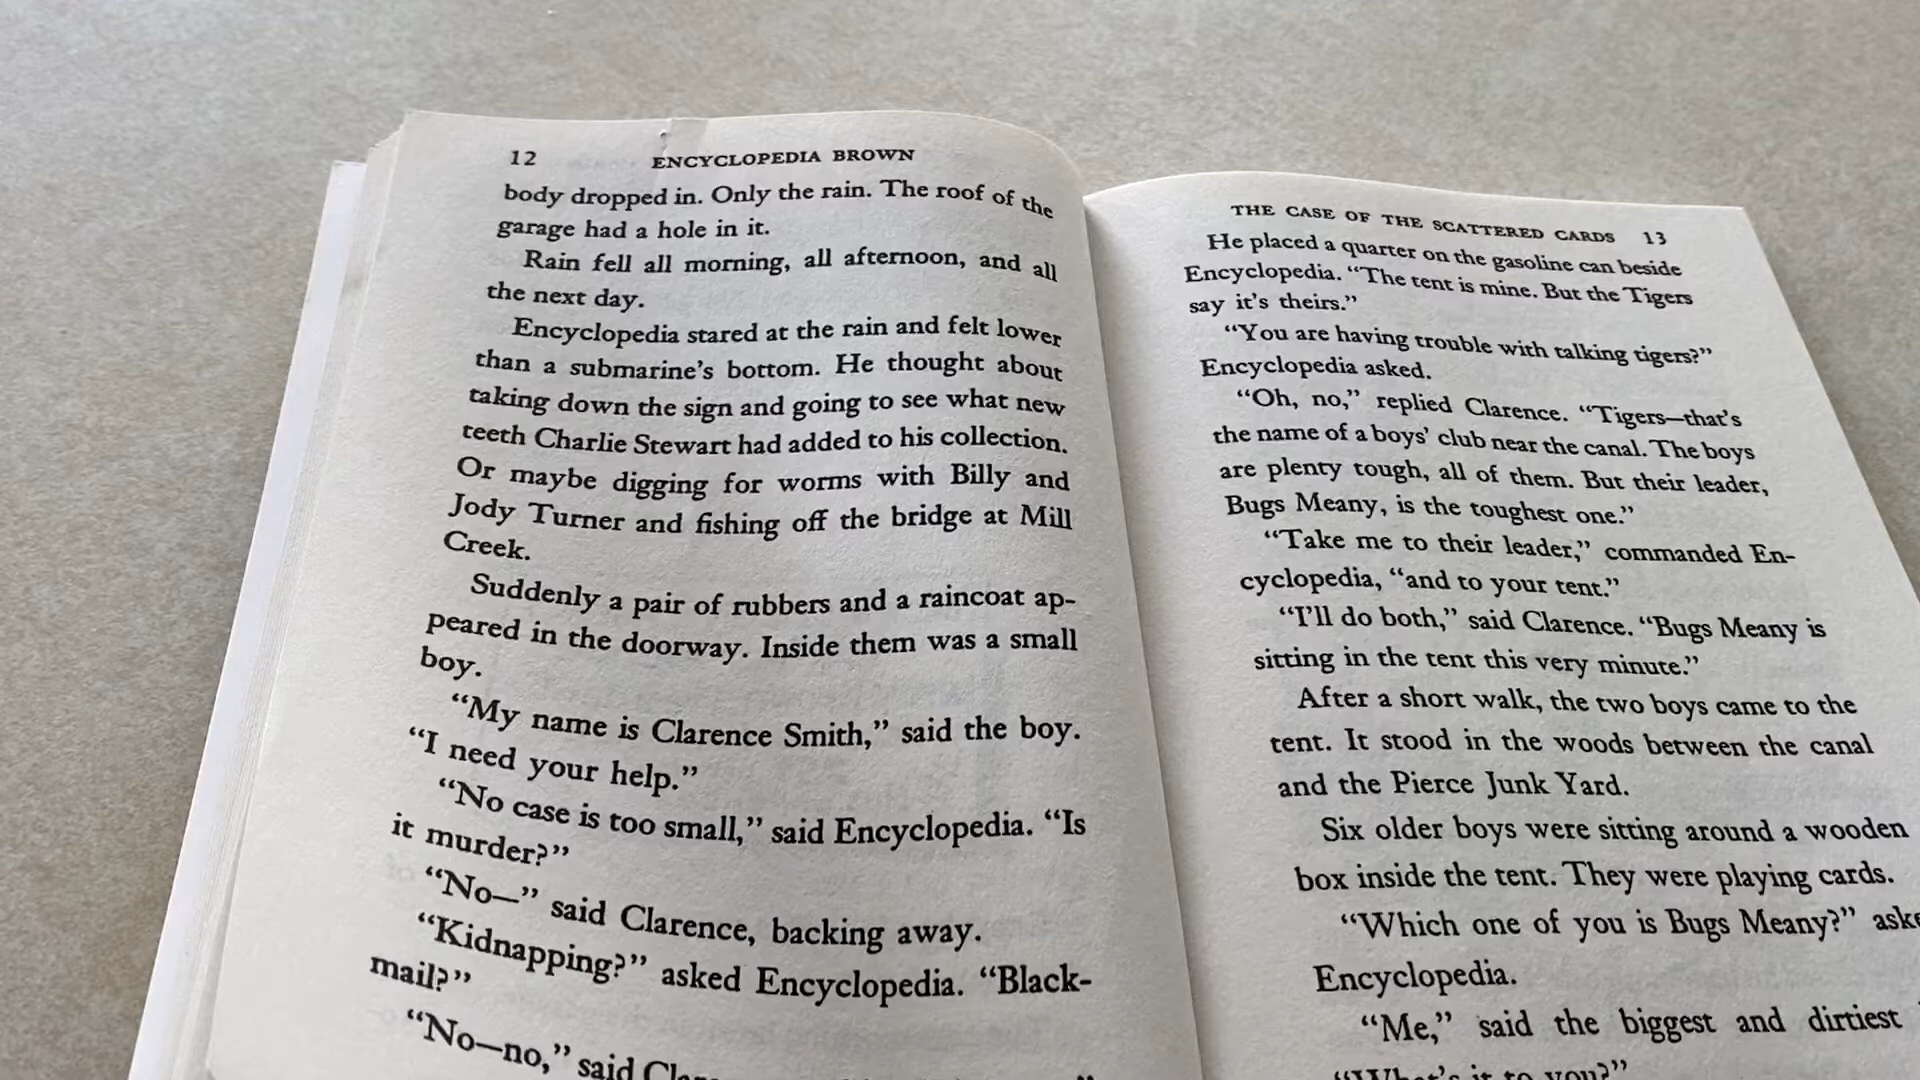 12 ENCYCLOPEDIA BROWN
body dropped in. Only the rain. The roof of the
garage had a hole in it.
Rain fell all morning, all afternoon, and all
the next day.
Encyclopedia stared at the rain and felt lower
than a submarine's bottom. He thought about
taking down the sign and going to see what new
teeth Charlie Stewart had added to his collection.
Or maybe digging for worms with Billy and
Jody Turner and fishing off the bridge at Mill
Creek.
Suddenly a pair of rubbers and a raincoat ap-
peared in the doorway. Inside them was a small
boy.
“My name is Clarence Smith,” said the boy.
“I need your help.”
“No case is too small,” said Encyclopedia. “Is
it murder?”
“No—” said Clarence, backing away.
“Kidnapping?” asked Encyclopedia. “Black-
mail?”
“No—no,” said
THE CASE OF THE SCATTERED CARDS 13
He placed a quarter on the gasoline can beside
Encyclopedia. “The tent is mine. But the Tigers
say it's theirs.”
“You are having trouble with talking tigers?”
Encyclopedia asked.
“Oh, no,” replied Clarence. “Tigers—that's
the name of a boys' club near the canal. The boys
are plenty tough, all of them. But their leader,
Bugs Meany, is the toughest one.”
“Take me to their leader,” commanded En-
cyclopedia, “and to your tent.”
“I'll do both,” said Clarence. “Bugs Meany is
sitting in the tent this very minute.”
After a short walk, the two boys came to the
tent. It stood in the woods between the canal
and the Pierce Junk Yard.
Six older boys were sitting around a wooden
box inside the tent. They were playing cards.
“Which one of you is Bugs Meany?” aske
Encyclopedia.
“Me,” said the biggest and dirtiest
“What's it to you?”